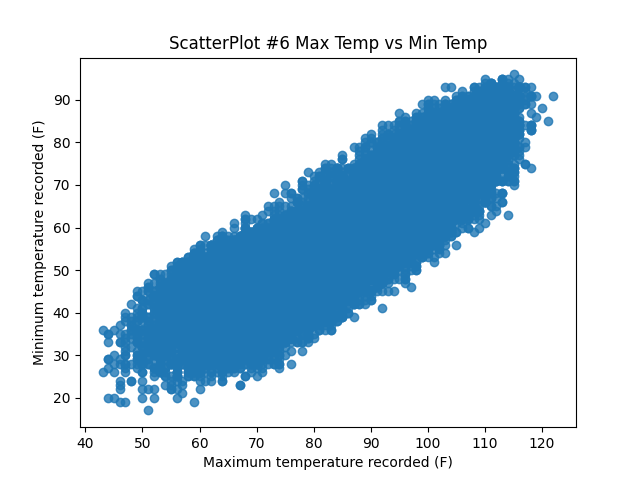 ScatterPlot #6 Max Temp vs Min Temp
Minimum temperature recorded (F)
90
80
70
60
50
40
30
20
40 50 60 70 80 90 100 110 120
Maximum temperature recorded (F)